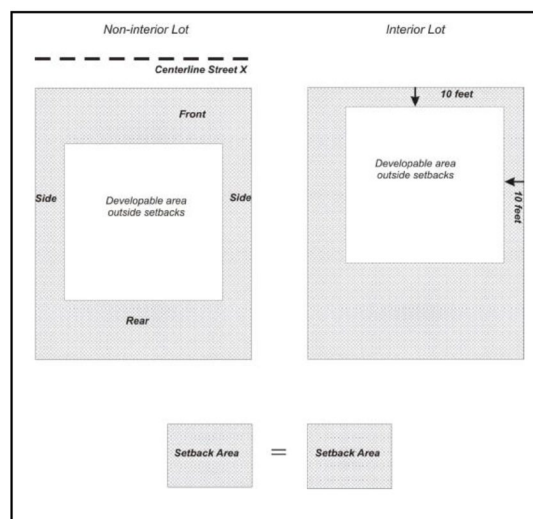 Non-interior Lot
Interior Lot
Centerline Street X
Front
10 feet
Side
Developable area
outside setbacks
Side
Developable area
outside setbacks
10 feet
Rear
Setback Area
=
Setback Area